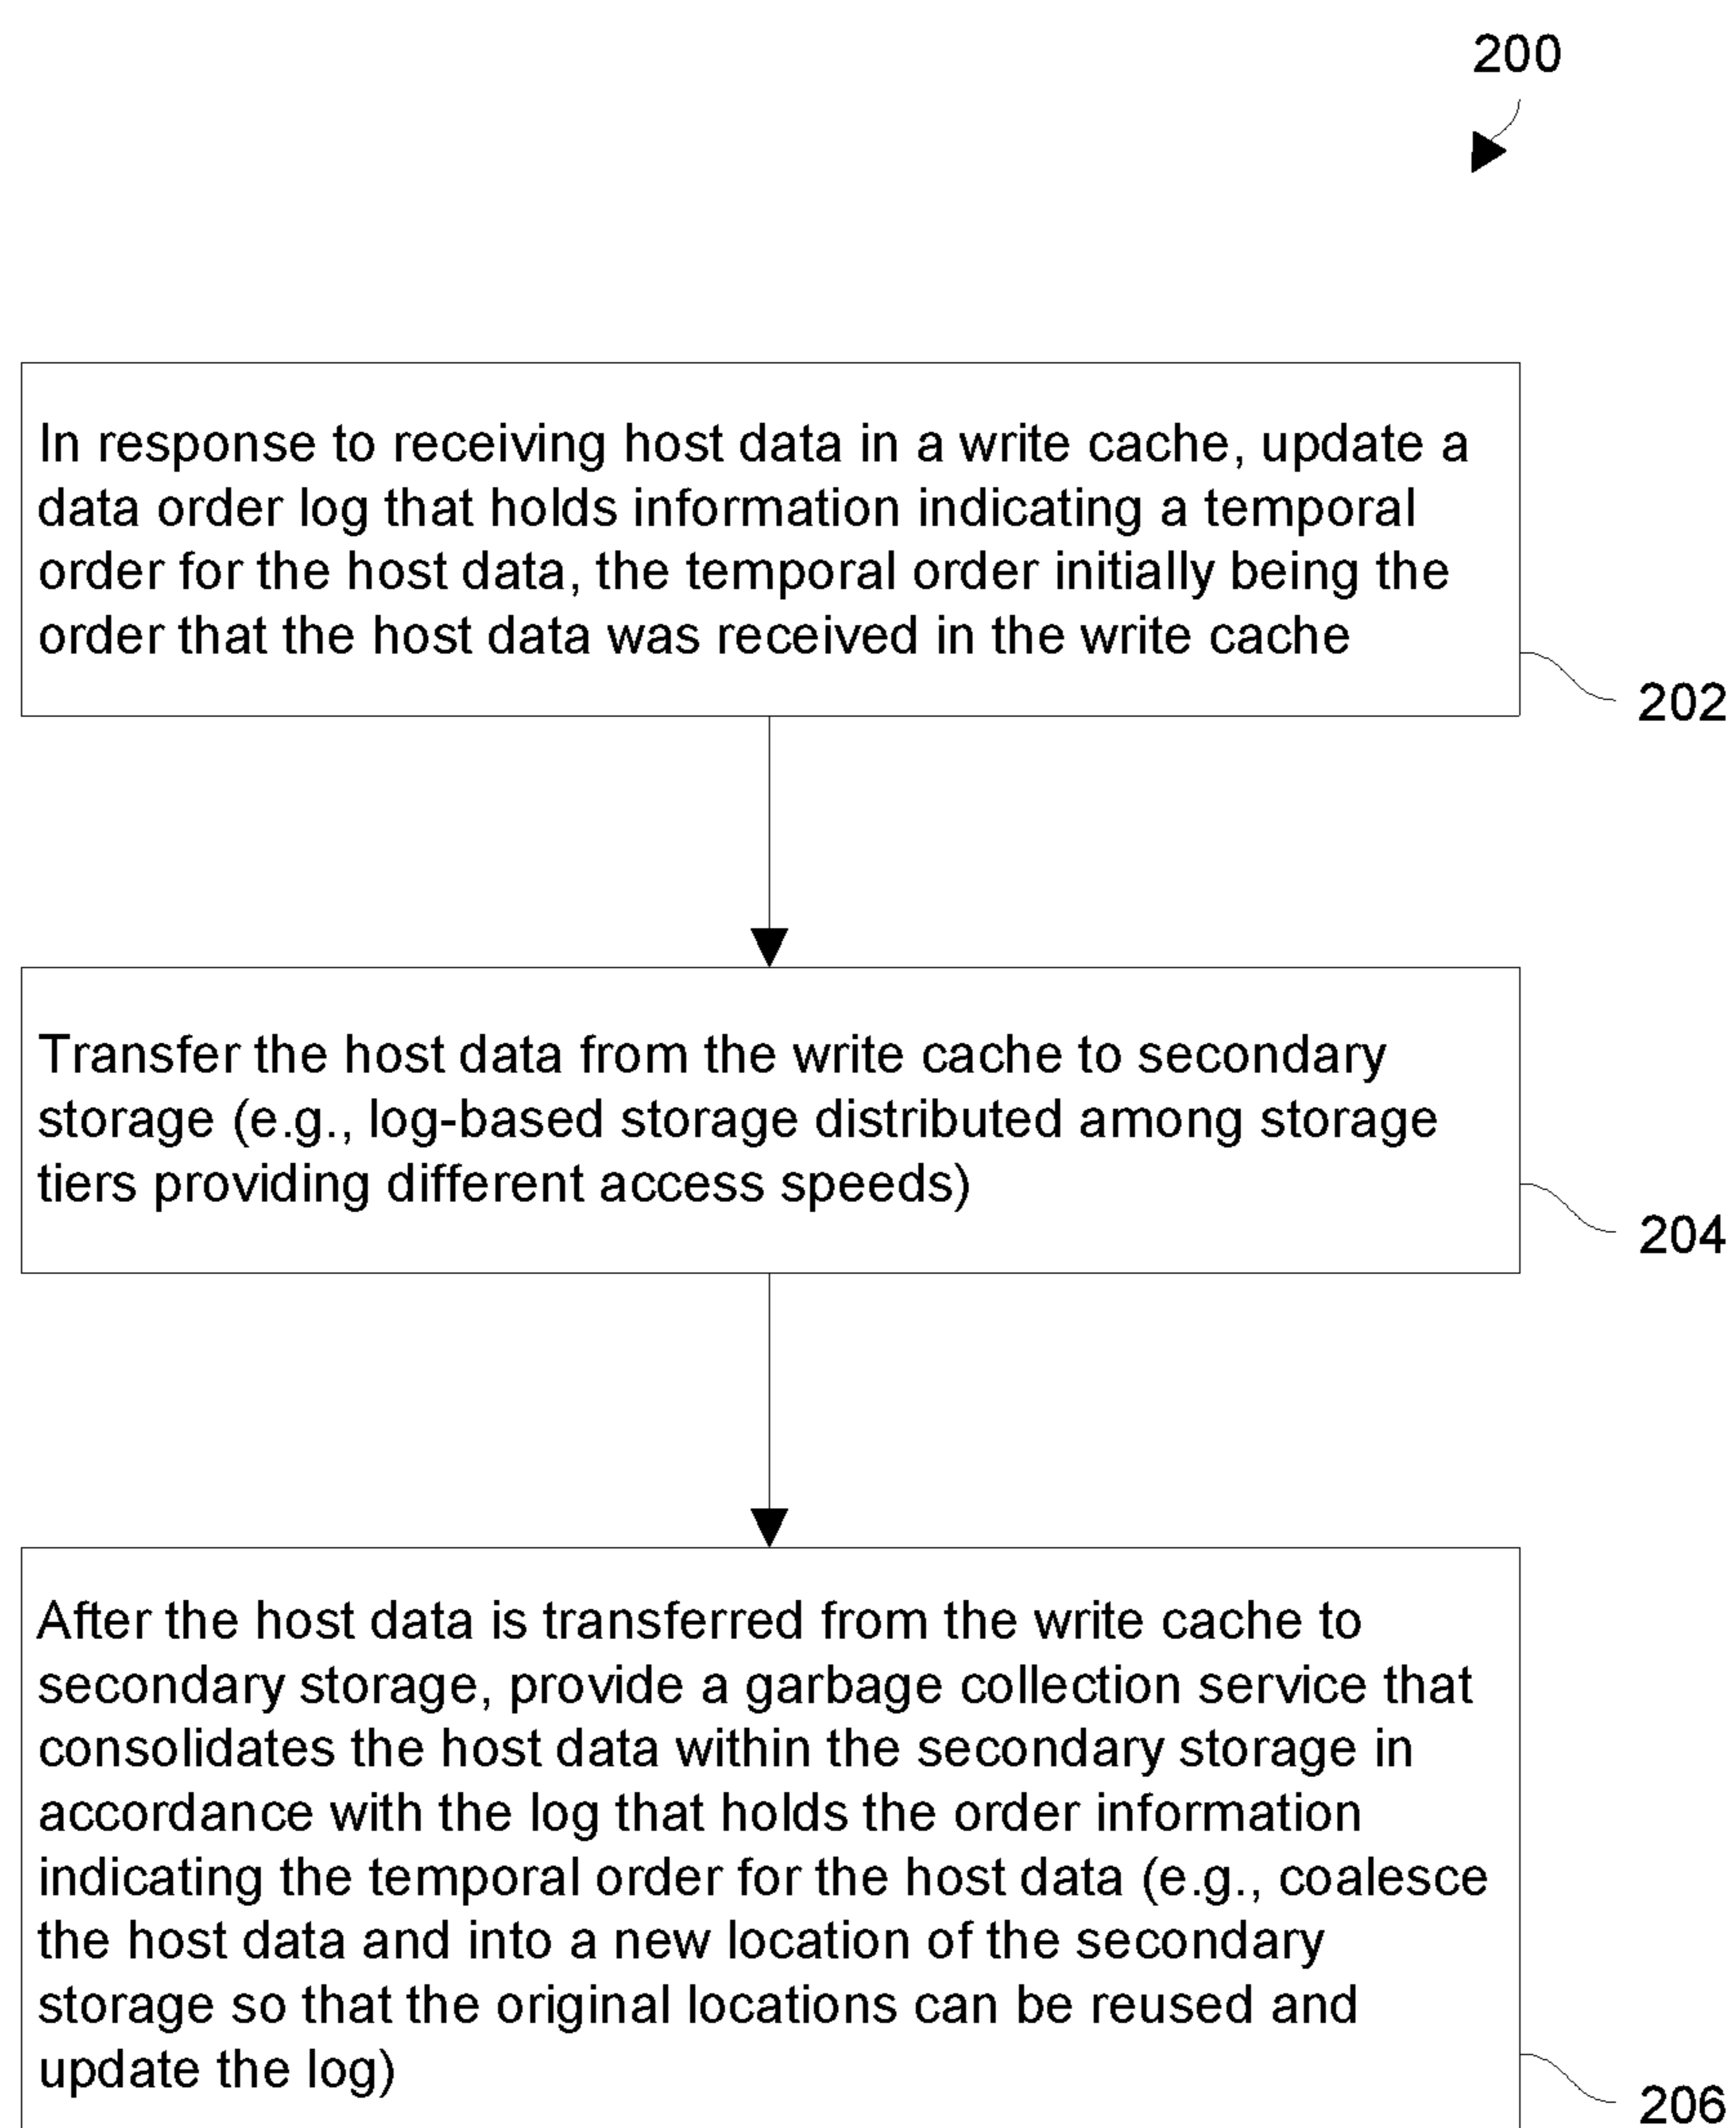 200
In response to receiving host data in a write cache, update a
data order log that holds information indicating a temporal
order for the host data, the temporal order initially being the
order that the host data was received in the write cache
202
Transfer the host data from the write cache to secondary
storage (e.g., log-based storage distributed among storage
tiers providing different access speeds)
204
After the host data is transferred from the write cache to
secondary storage, provide a garbage collection service that
consolidates the host data within the secondary storage in
accordance with the log that holds the order information
indicating the temporal order for the host data (e.g., coalesce
the host data and into a new location of the secondary
storage so that the original locations can be reused and
update the log)
206